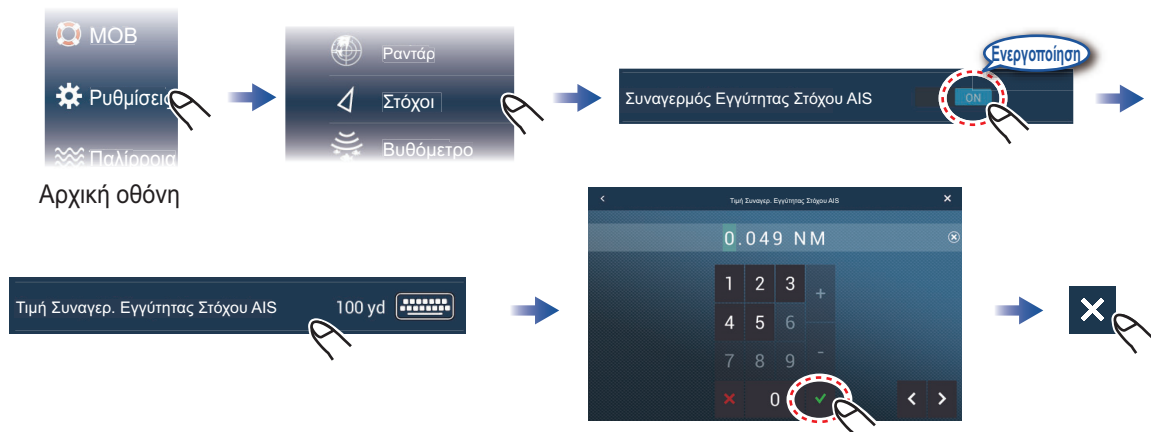 MOB
Ρυθμίσεις
Παλίρροια
Αρχική οθόνη
Ραντάρ
Στόχοι
Βυθόμετρο
Ενεργοποίηση
Συναγερμός Εγγύτητας Στόχου AIS
ON
Τιμή Συναγερ. Εγγύτητας Στόχου AIS 100 yd
Τιμή Συναγερ. Εγγύτητας Στόχου AIS
0.049 NM
1 2 3 +
4 5 6
7 8 9 -
0